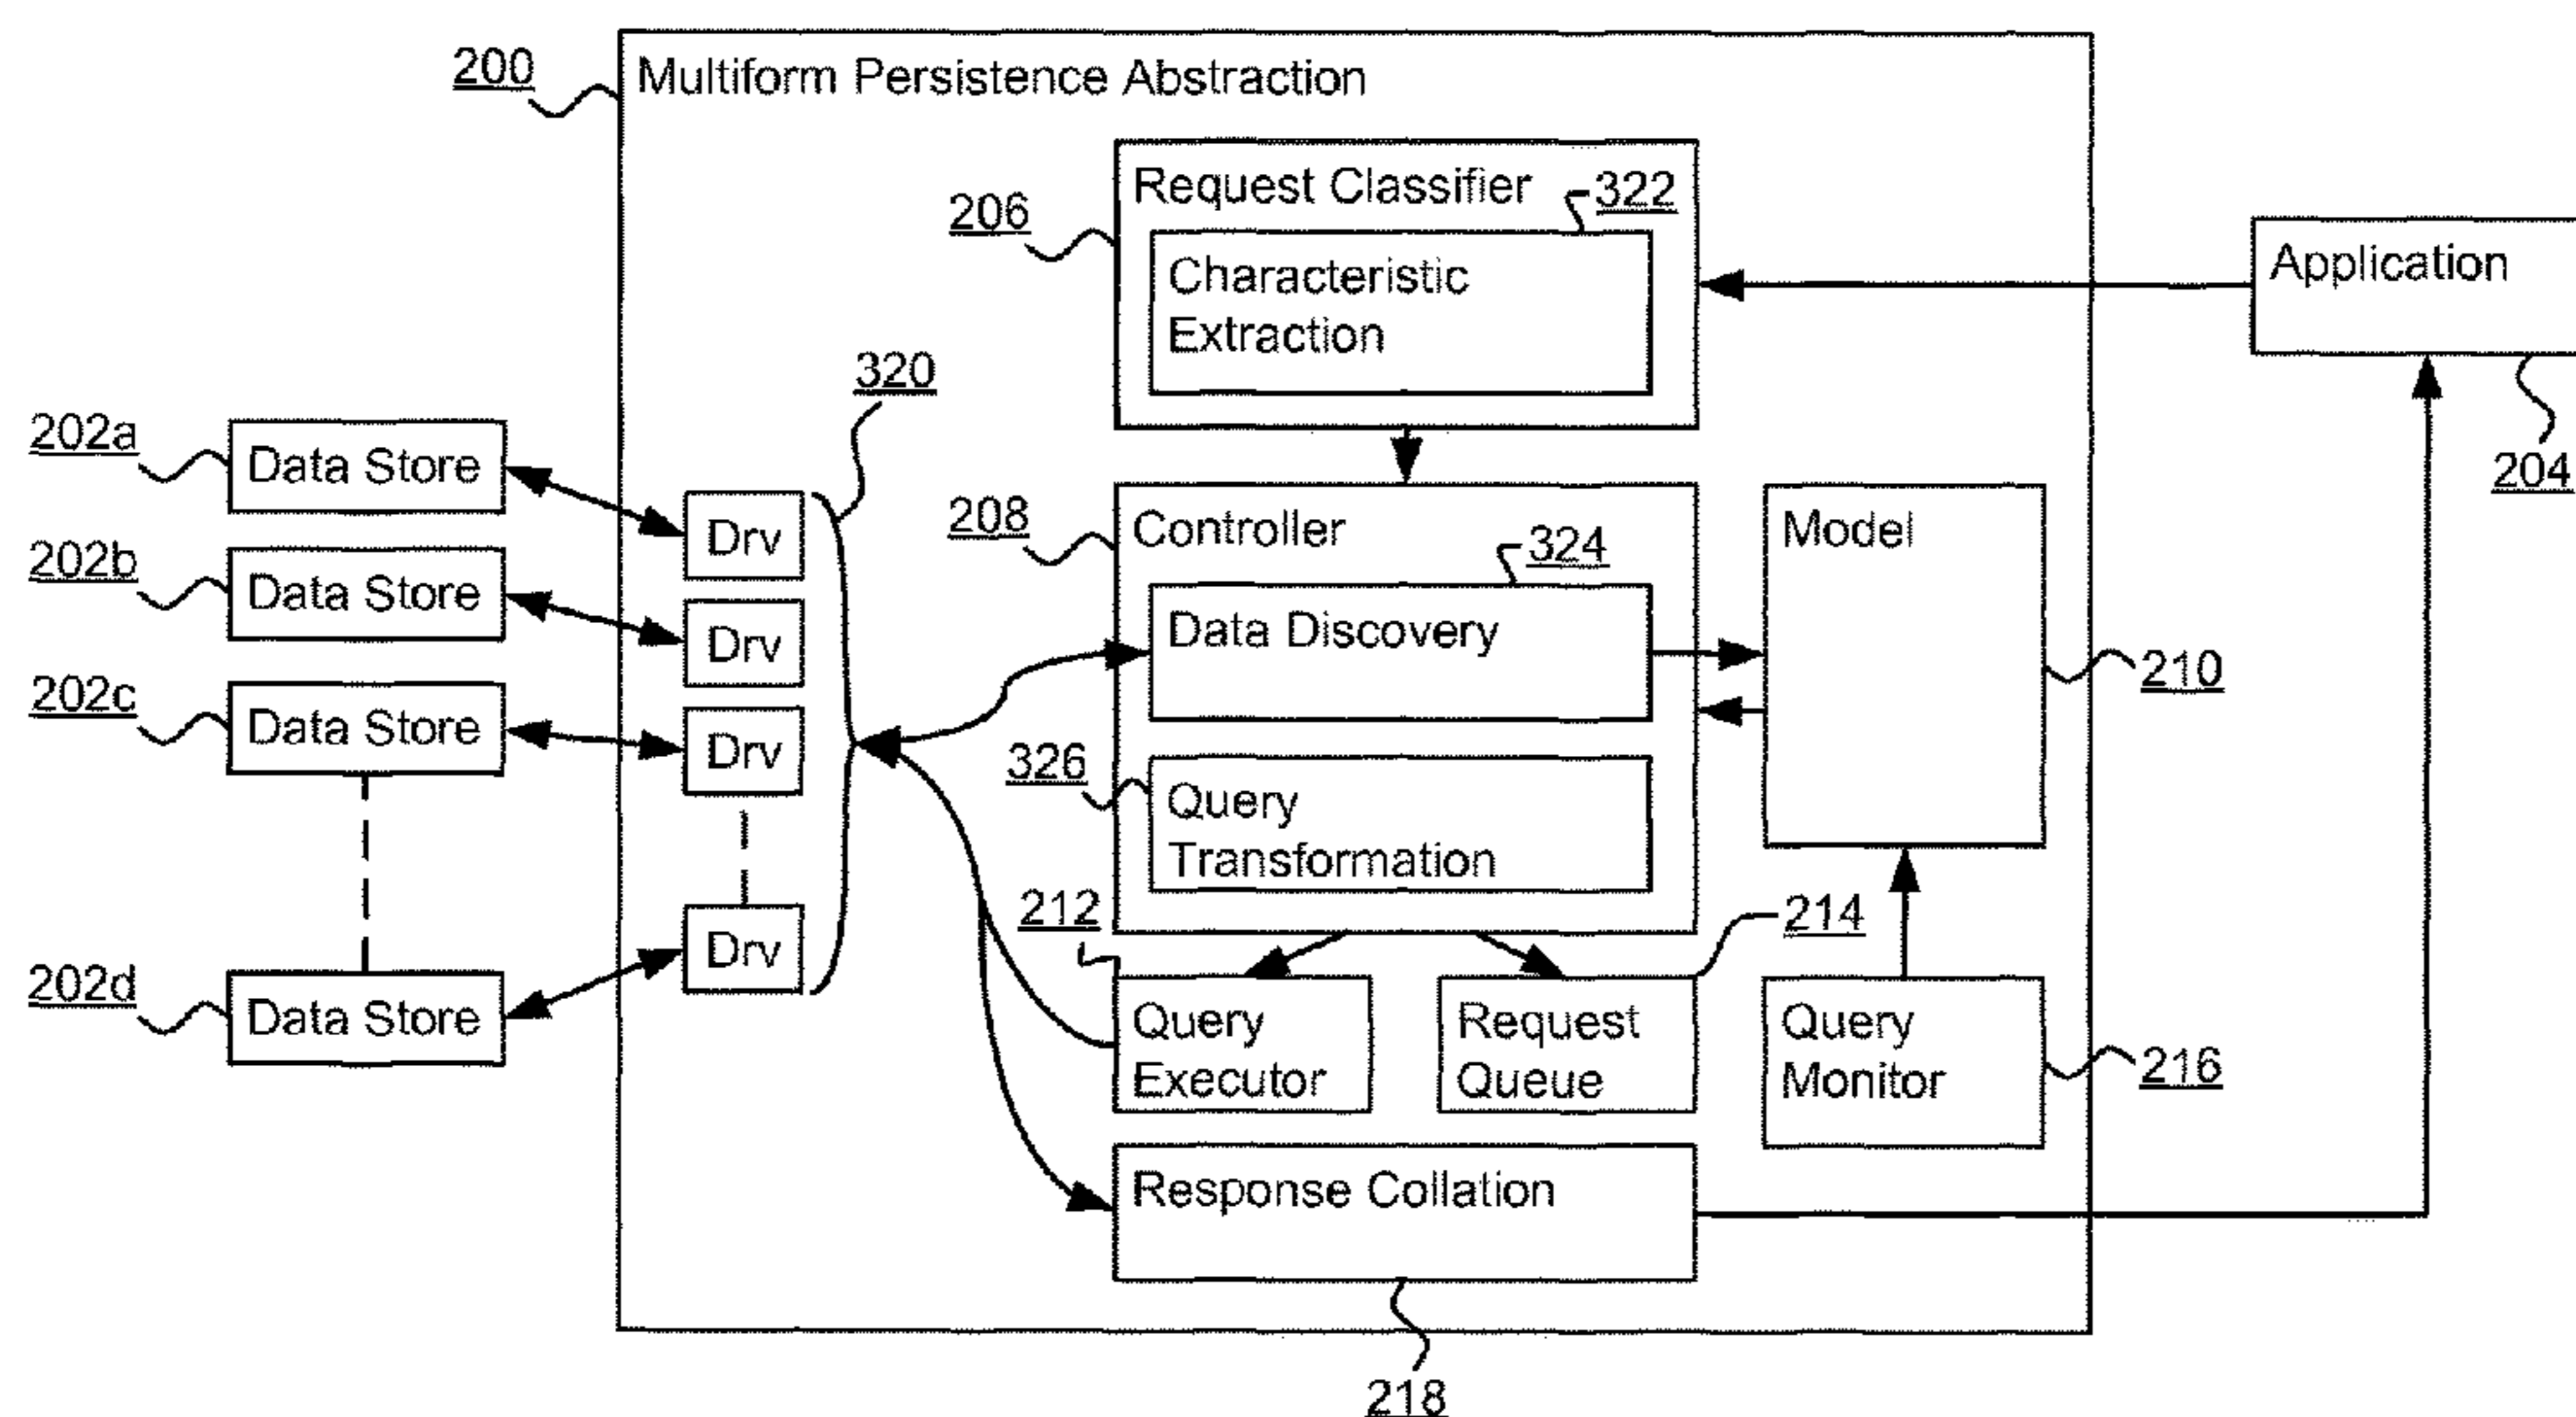 200
Multiform Persistence Abstraction
206
Request Classifier
322
Characteristic
Extraction
Application
204
320
202a
Data Store
202b
Data Store
202c
Data Store
202d
Data Store
Drv
Drv
Drv
Drv
208
Controller
324
Data Discovery
326
Query
Transformation
Model
210
212
Query
Executor
214
Request
Queue
Query
Monitor
216
Response Collation
218